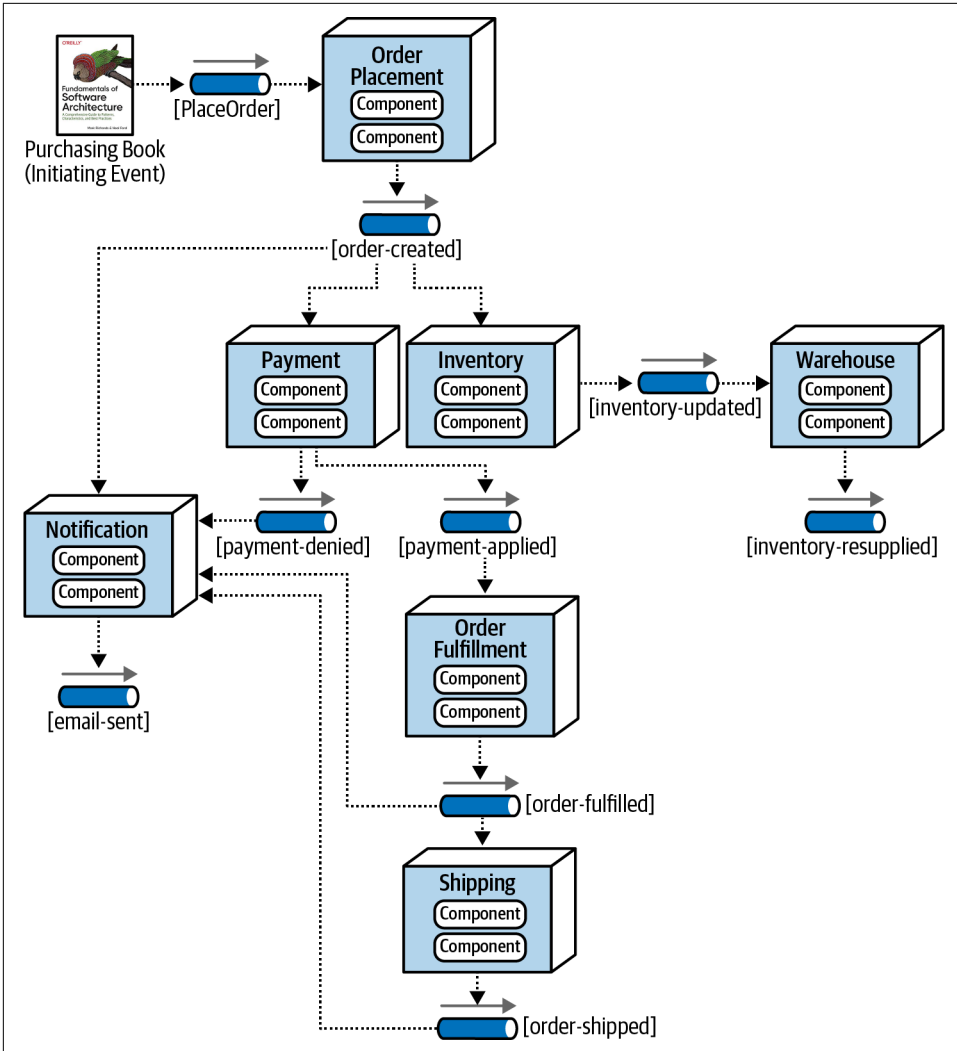 O'REILLY®
Fundamentals of
Software
Architecture
Purchasing Book
(Initiating Event)
[PlaceOrder]
Order
Placement
Component
Component
[order-created]
Payment
Component
Component
Inventory
Component
Component
[inventory-updated]
Warehouse
Component
Component
Notification
Component
Component
[payment-denied]
[payment-applied]
[inventory-resupplied]
Order
Fulfillment
Component
Component
[email-sent]
[order-fulfilled]
Shipping
Component
Component
[order-shipped]